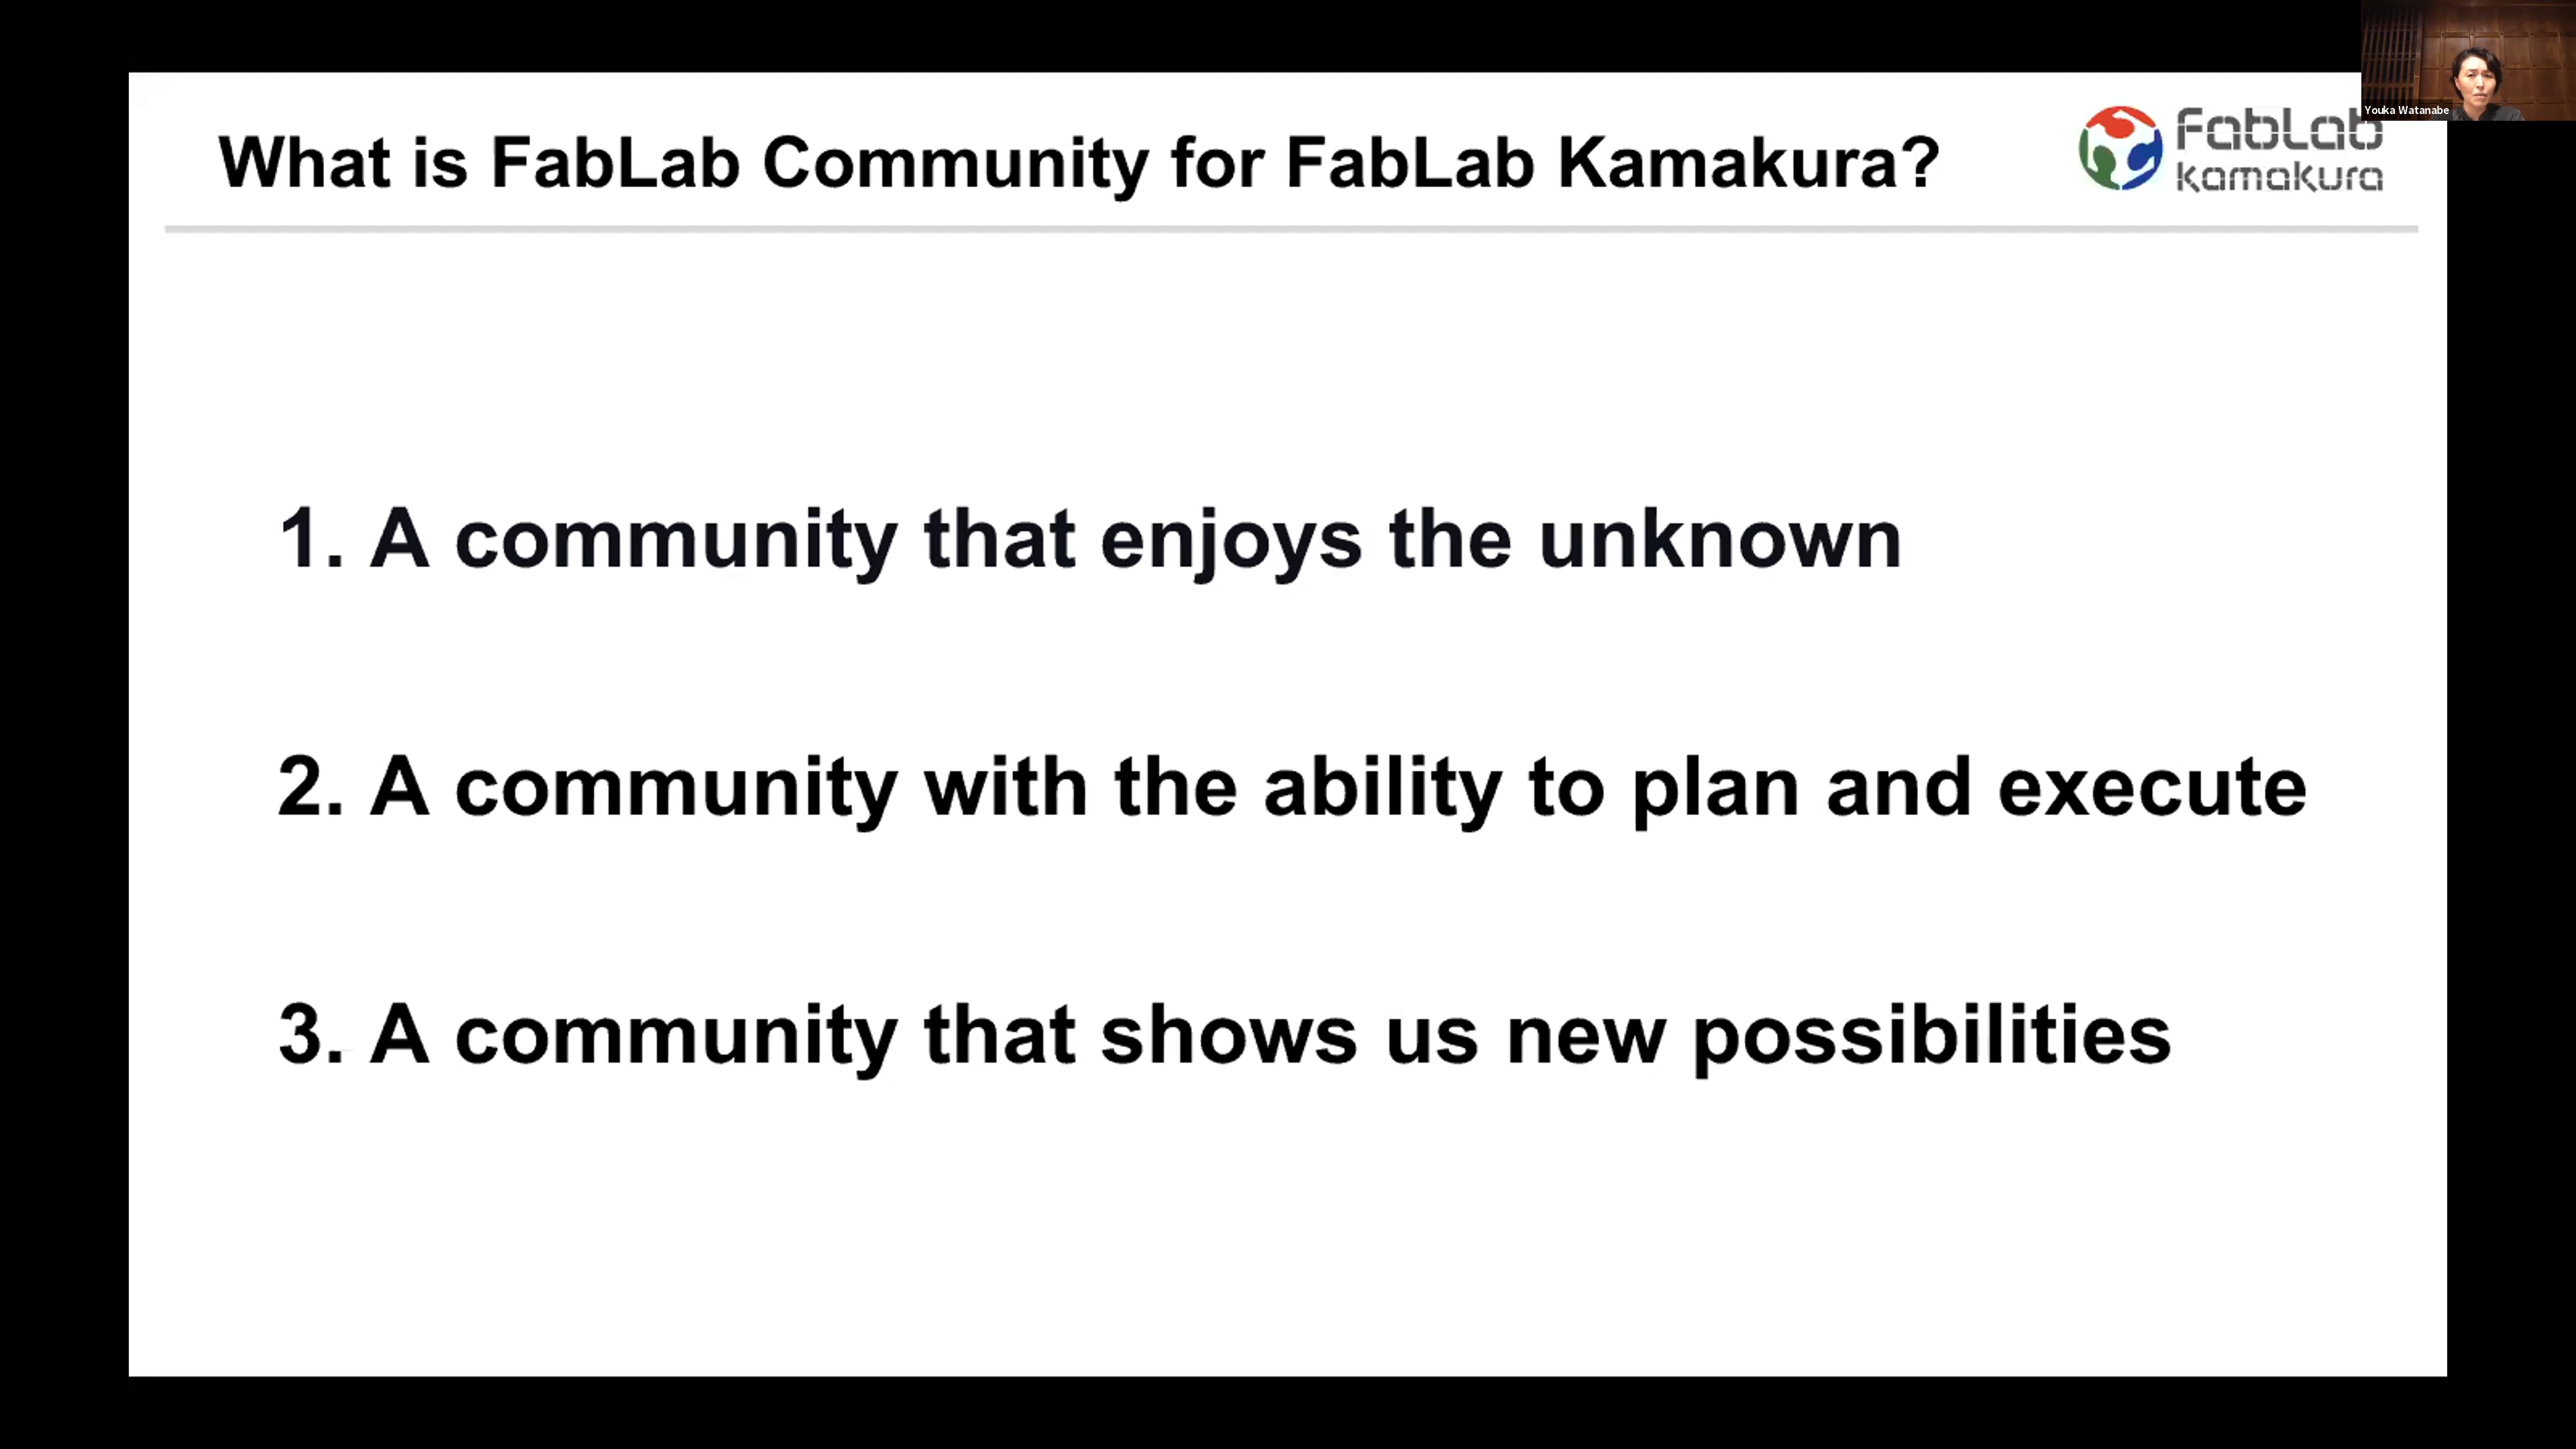 Youka Watanabe
What is FabLab Community for FabLab Kamakura?
FabLab
kamakura
1. A community that enjoys the unknown
2. A community with the ability to plan and execute
3. A community that shows us new possibilities